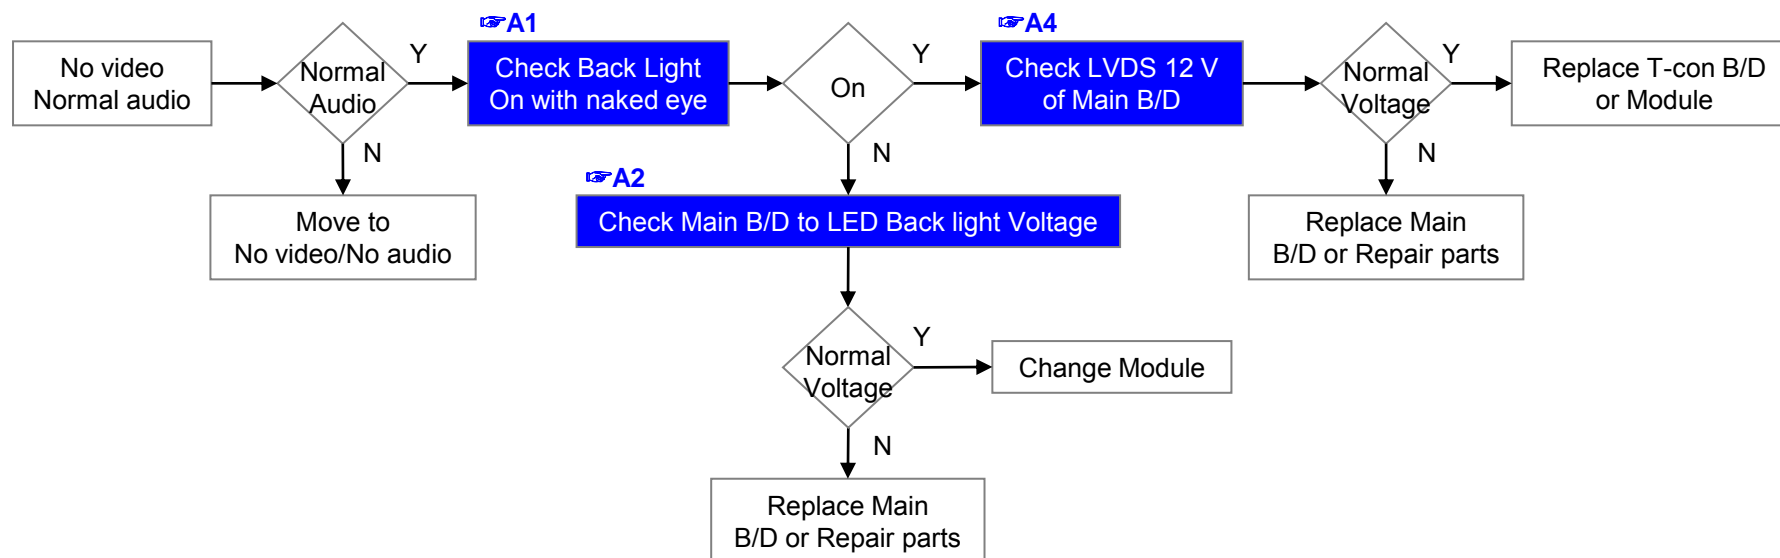 ☞A1
☞A4
No video
Normal audio
Normal
Audio
Y
Check Back Light
On with naked eye
On
Y
Check LVDS 12 V
of Main B/D
Normal
Voltage
Y
Replace T-con B/D
or Module
N
N
N
☞A2
Move to
No video/No audio
Check Main B/D to LED Back light Voltage
Replace Main
B/D or Repair parts
Normal
Voltage
Y
Change Module
N
Replace Main
B/D or Repair parts